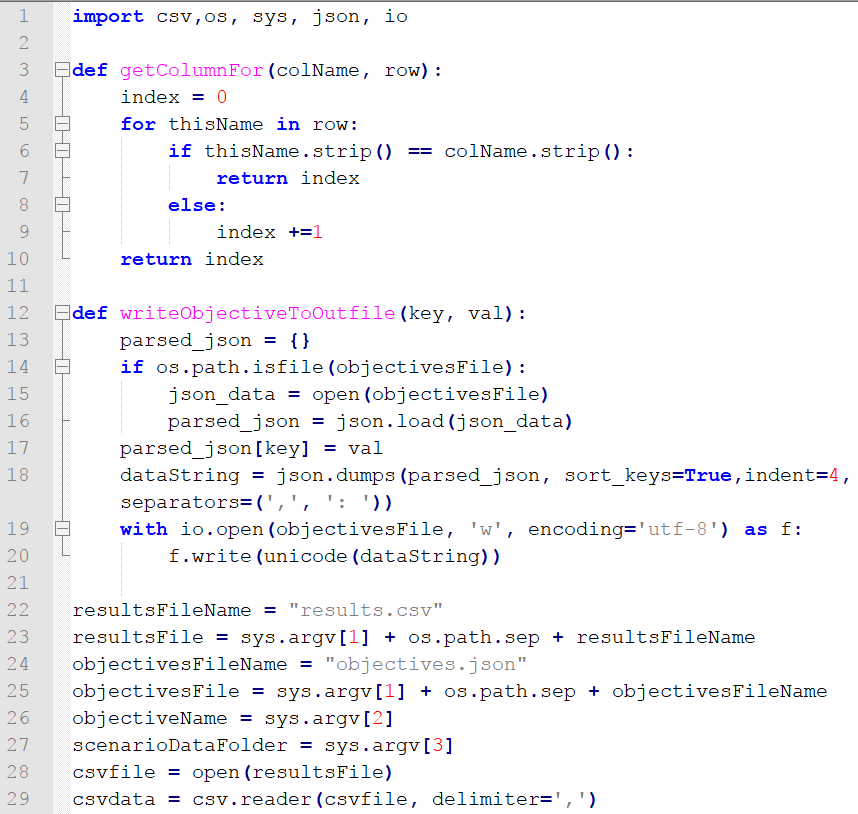 1 import csv,os, sys, json, io
2
3 def getColumnFor(colName, row):
4     index = 0
5     for thisName in row:
6         if thisName.strip() == colName.strip():
7             return index
8         else:
9             index +=1
10     return index
11
12 def writeObjectiveToOutfile(key, val):
13     parsed_json = {}
14     if os.path.isfile(objectivesFile):
15         json_data = open(objectivesFile)
16         parsed_json = json.load(json_data)
17     parsed_json[key] = val
18     dataString = json.dumps(parsed_json, sort_keys=True,indent=4,
    separators=(',', ': '))
19     with io.open(objectivesFile, 'w', encoding='utf-8') as f:
20         f.write(unicode(dataString))
21
22 resultsFileName = "results.csv"
23 resultsFile = sys.argv[1] + os.path.sep + resultsFileName
24 objectivesFileName = "objectives.json"
25 objectivesFile = sys.argv[1] + os.path.sep + objectivesFileName
26 objectiveName = sys.argv[2]
27 scenarioDataFolder = sys.argv[3]
28 csvfile = open(resultsFile)
29 csvdata = csv.reader(csvfile, delimiter=',')